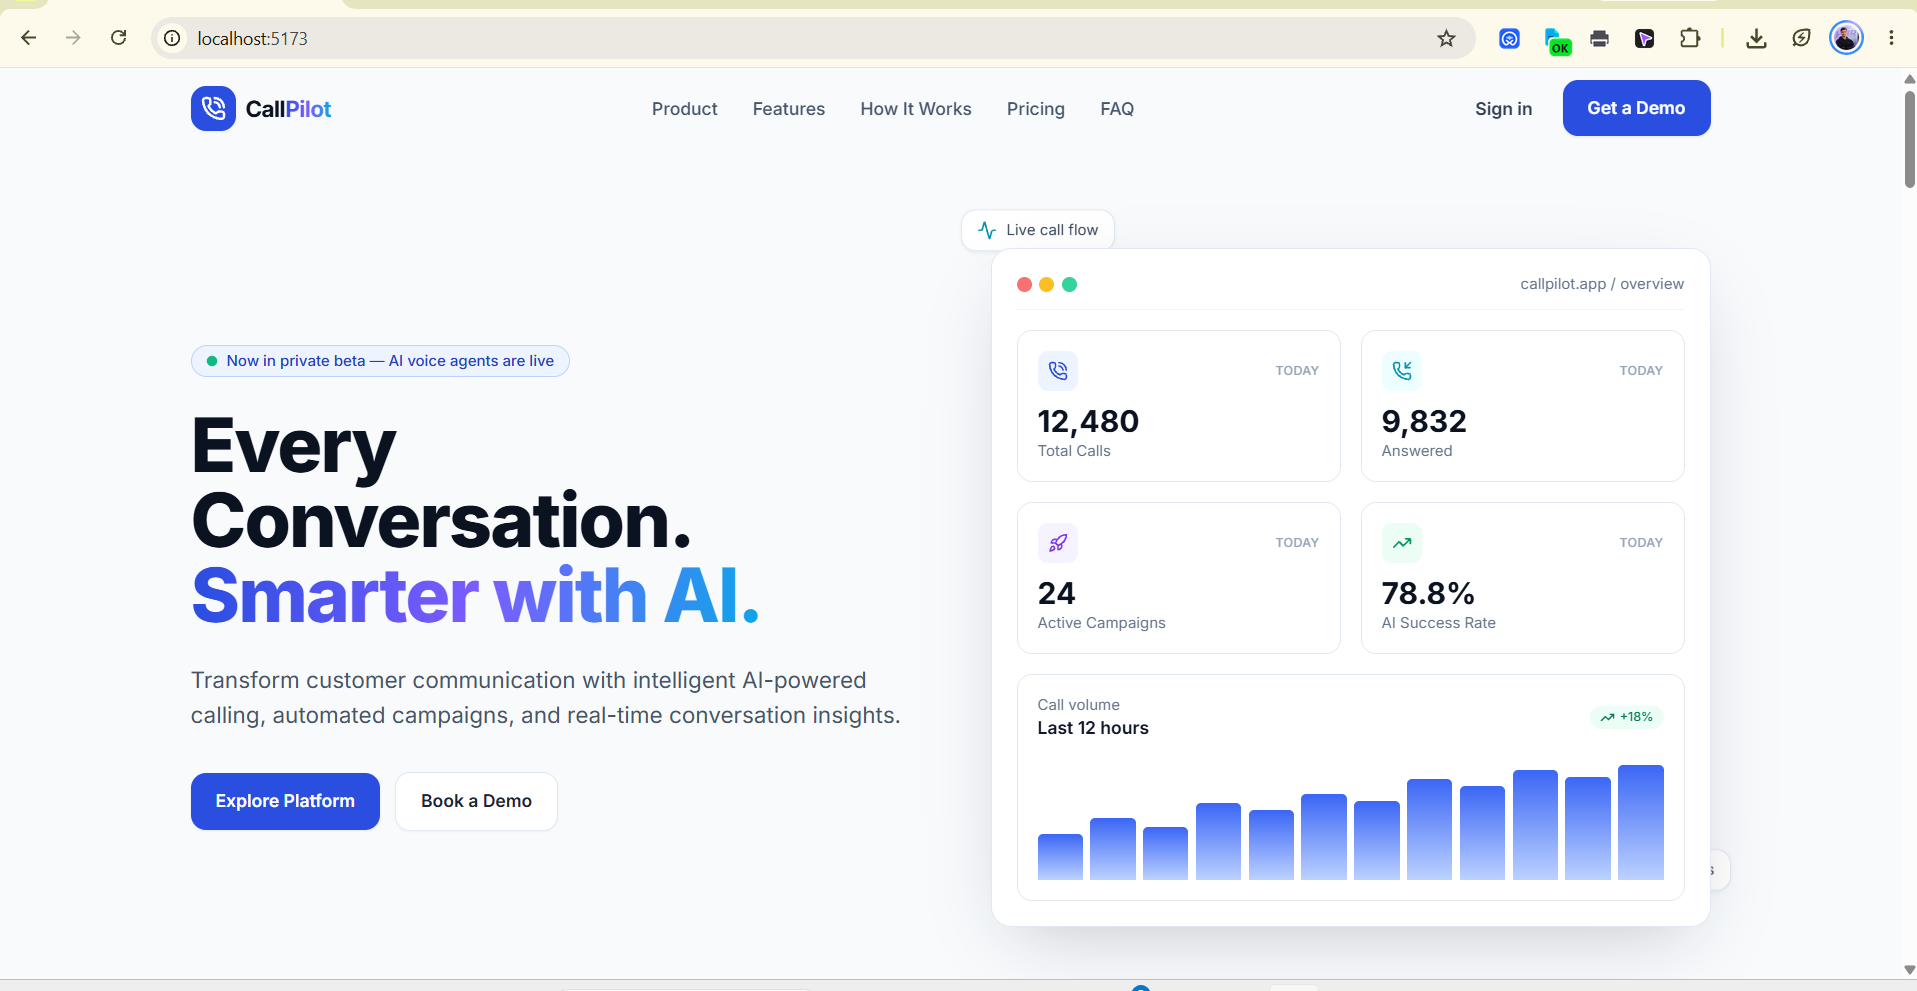 localhost:5173
OK
CallPilot
Product Features How It Works Pricing FAQ
Sign in
Get a Demo
Live call flow
callpilot.app / overview
Now in private beta — AI voice agents are live
Every
Conversation.
Smarter with AI.
Transform customer communication with intelligent AI-powered
calling, automated campaigns, and real-time conversation insights.
Explore Platform
Book a Demo
TODAY
12,480
Total Calls
TODAY
9,832
Answered
TODAY
24
Active Campaigns
TODAY
78.8%
AI Success Rate
Call volume
Last 12 hours
+18%
s